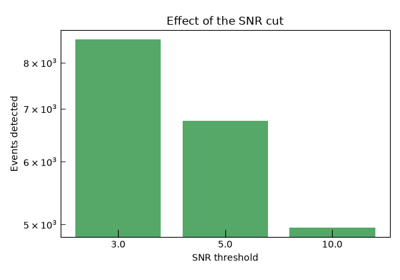 Effect of the SNR cut
Events detected
8 × 10³
7 × 10³
6 × 10³
5 × 10³
3.0 5.0 10.0
SNR threshold